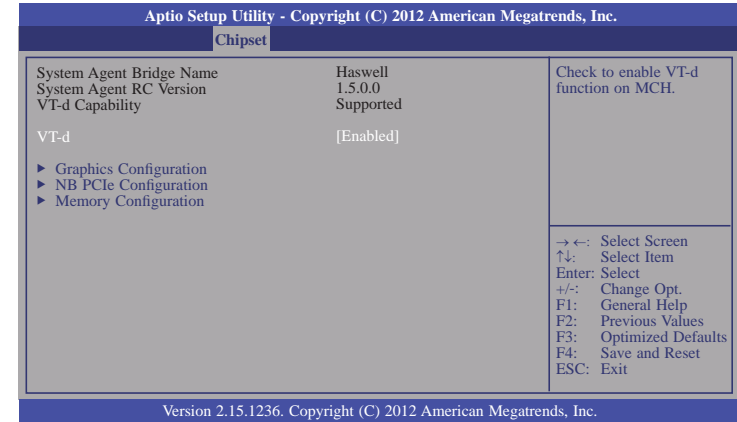 Aptio Setup Utility - Copyright (C) 2012 American Megatrends, Inc.
Chipset
System Agent Bridge Name Haswell
System Agent RC Version 1.5.0.0
VT-d Capability Supported
VT-d [Enabled]
▶ Graphics Configuration
▶ NB PCIe Configuration
▶ Memory Configuration
Check to enable VT-d
function on MCH.
→←: Select Screen
↑↓: Select Item
Enter: Select
+/-: Change Opt.
F1: General Help
F2: Previous Values
F3: Optimized Defaults
F4: Save and Reset
ESC: Exit
Version 2.15.1236. Copyright (C) 2012 American Megatrends, Inc.